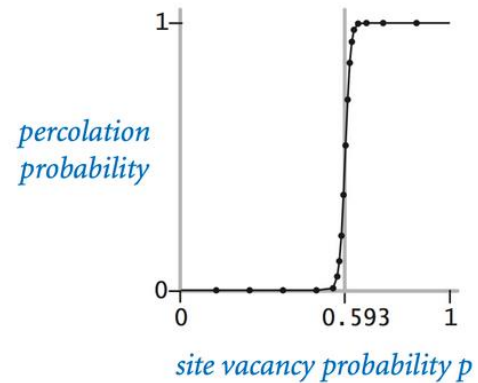 1
percolation
probability
0
0 0.593 1
site vacancy probability p